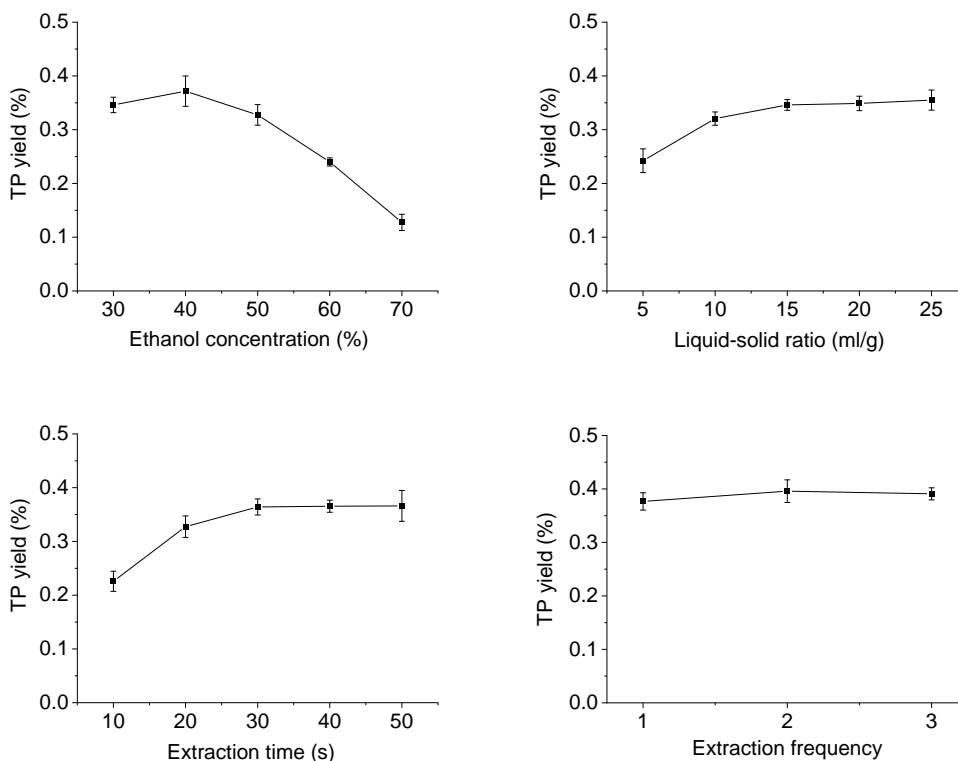 0.5
0.4
0.3
0.2
0.1
0.0
TP yield (%)
30 40 50 60 70
Ethanol concentration (%)
0.5
0.4
0.3
0.2
0.1
0.0
TP yield (%)
5 10 15 20 25
Liquid-solid ratio (ml/g)
0.5
0.4
0.3
0.2
0.1
0.0
TP yield (%)
10 20 30 40 50
Extraction time (s)
0.5
0.4
0.3
0.2
0.1
0.0
TP yield (%)
1 2 3
Extraction frequency